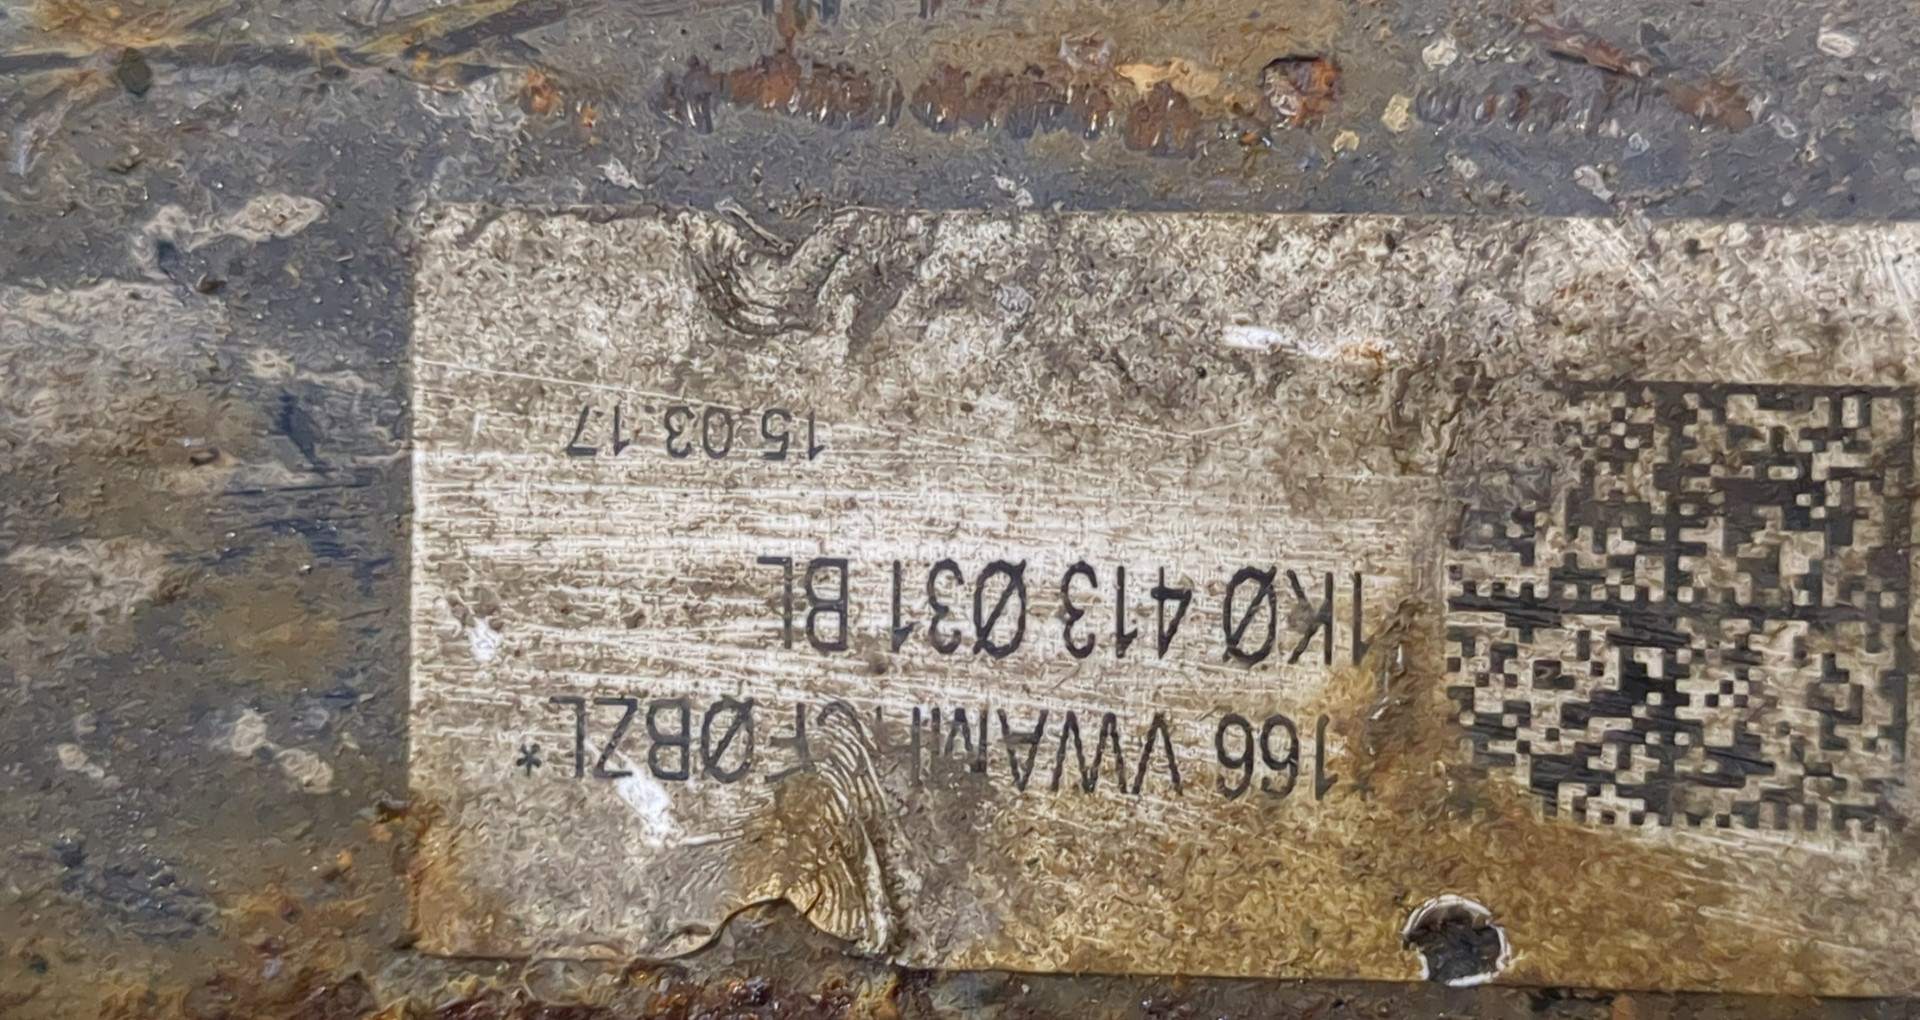 166 VWAM FØBZL *
1KØ 413 Ø31 BL
15.03.17